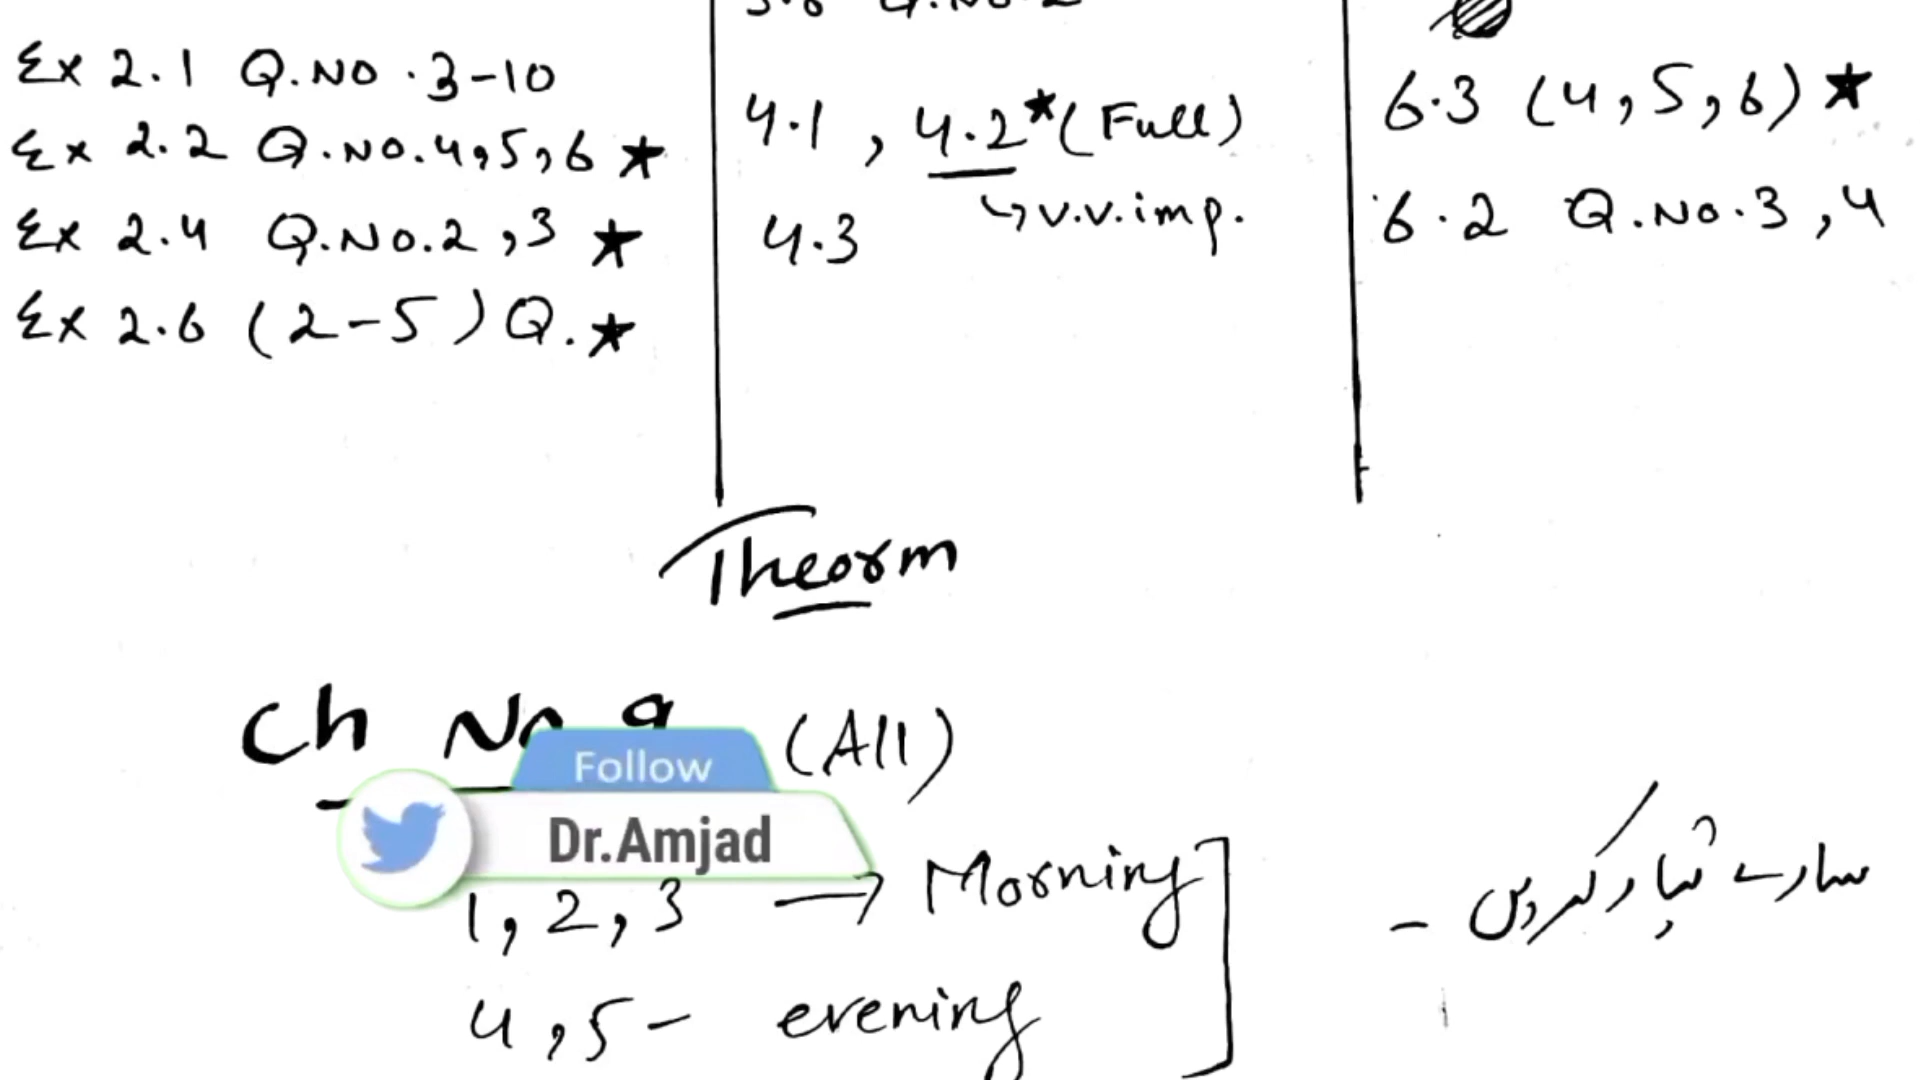 Ex 2.1 Q.No.3-10
Ex 2.2 Q.No.4,5,6 ★
Ex 2.4 Q.No.2,3 ★
Ex 2.6 (2-5) Q. ★
4.1, 4.2* (Full)
↳ v.v.imp.
4.3
6.3 (4,5,6) ★
6.2 Q.No.3,4
Theorm
Ch No 9 (All)
Follow
Dr.Amjad
1,2,3 → Morning
4,5 - evening
سارے تیار کریں -